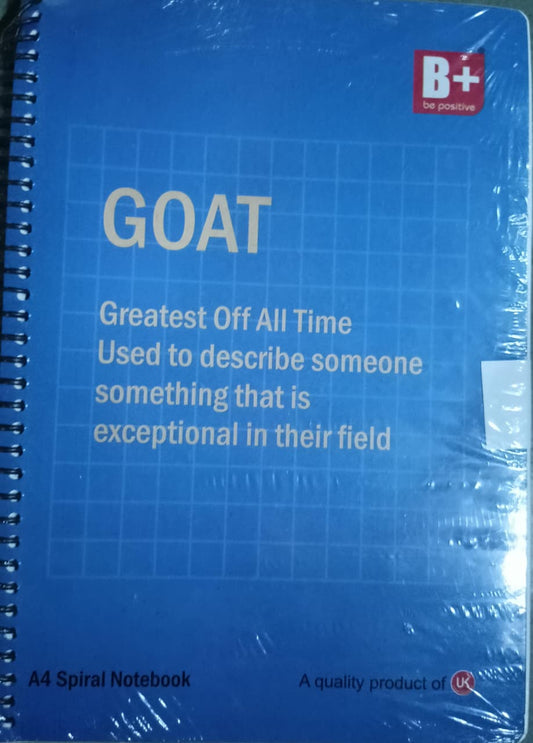 B+
be positive
GOAT
Greatest Off All Time
Used to describe someone
something that is
exceptional in their field
A4 Spiral Notebook
A quality product of UK